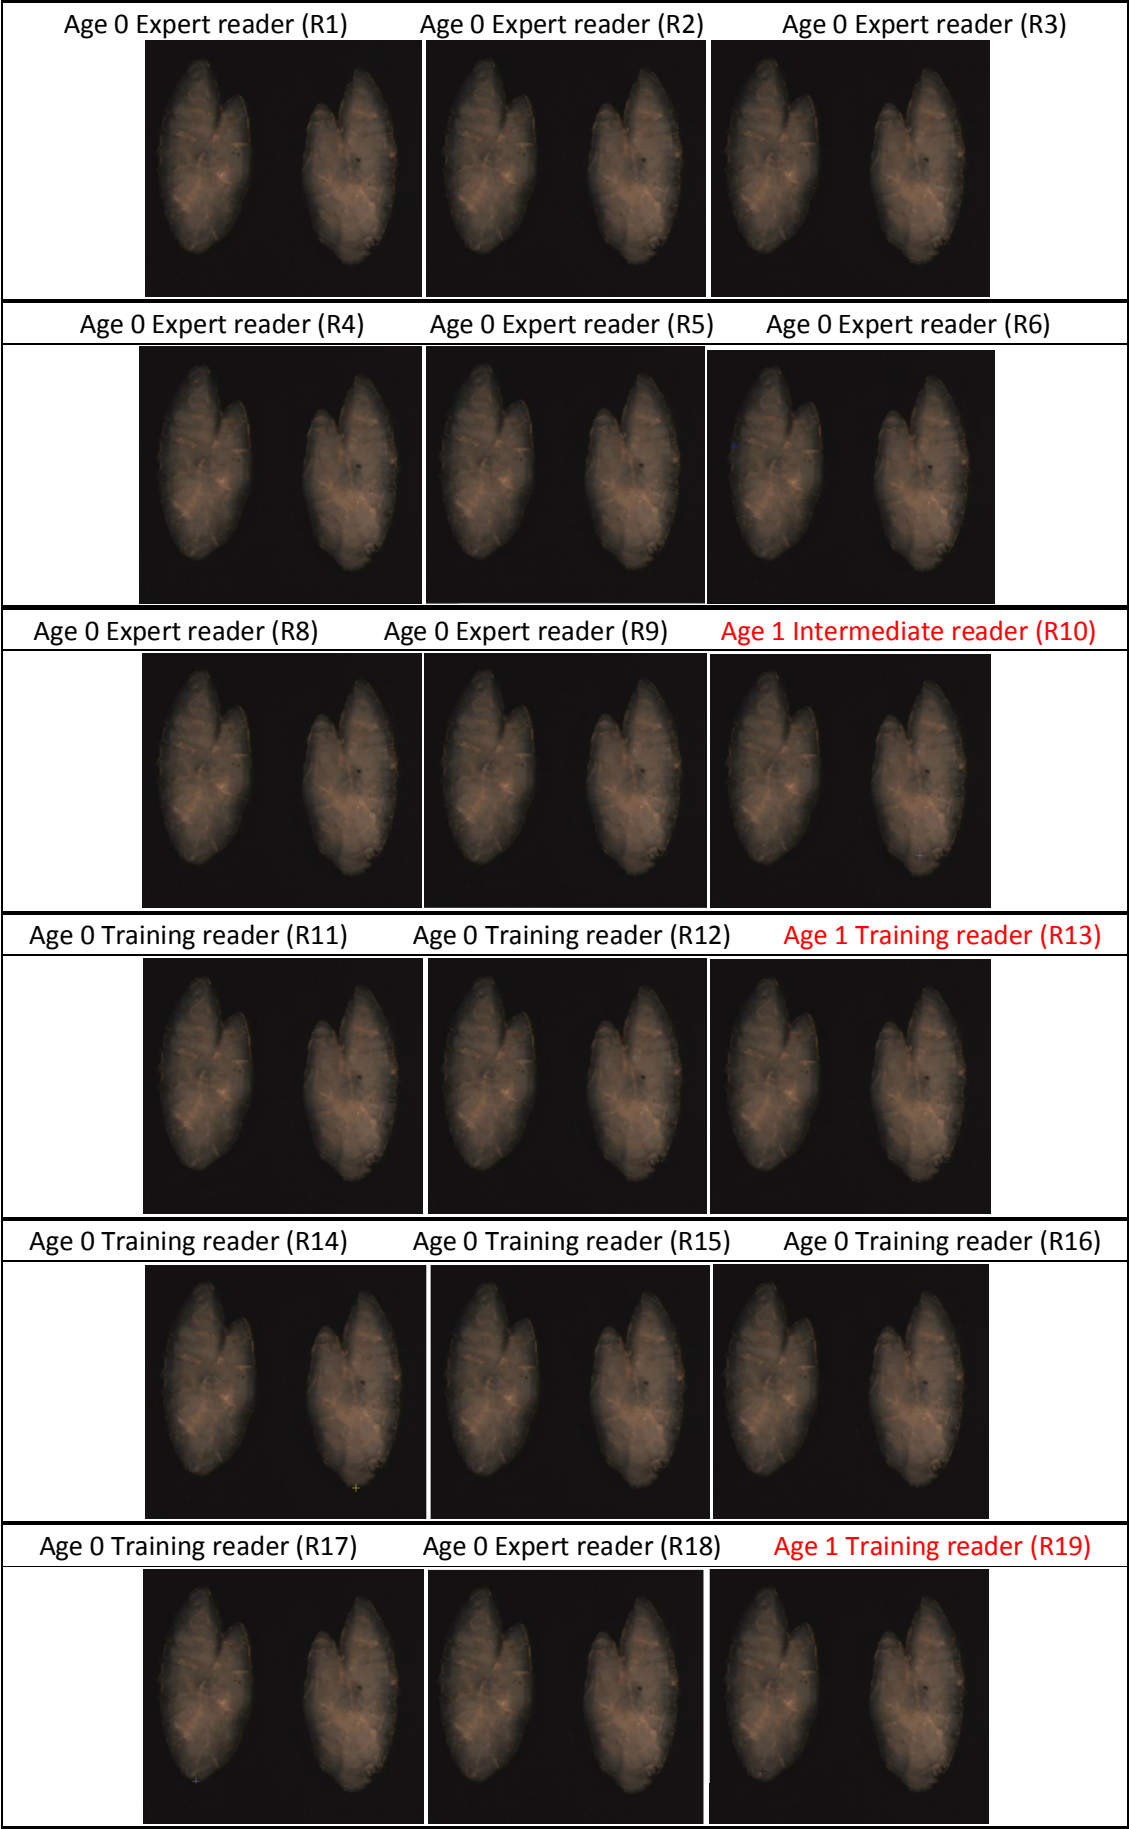 Age 0 Expert reader (R1) Age 0 Expert reader (R2) Age 0 Expert reader (R3)
Age 0 Expert reader (R4) Age 0 Expert reader (R5) Age 0 Expert reader (R6)
Age 0 Expert reader (R8) Age 0 Expert reader (R9) Age 1 Intermediate reader (R10)
Age 0 Training reader (R11) Age 0 Training reader (R12) Age 1 Training reader (R13)
Age 0 Training reader (R14) Age 0 Training reader (R15) Age 0 Training reader (R16)
Age 0 Training reader (R17) Age 0 Expert reader (R18) Age 1 Training reader (R19)